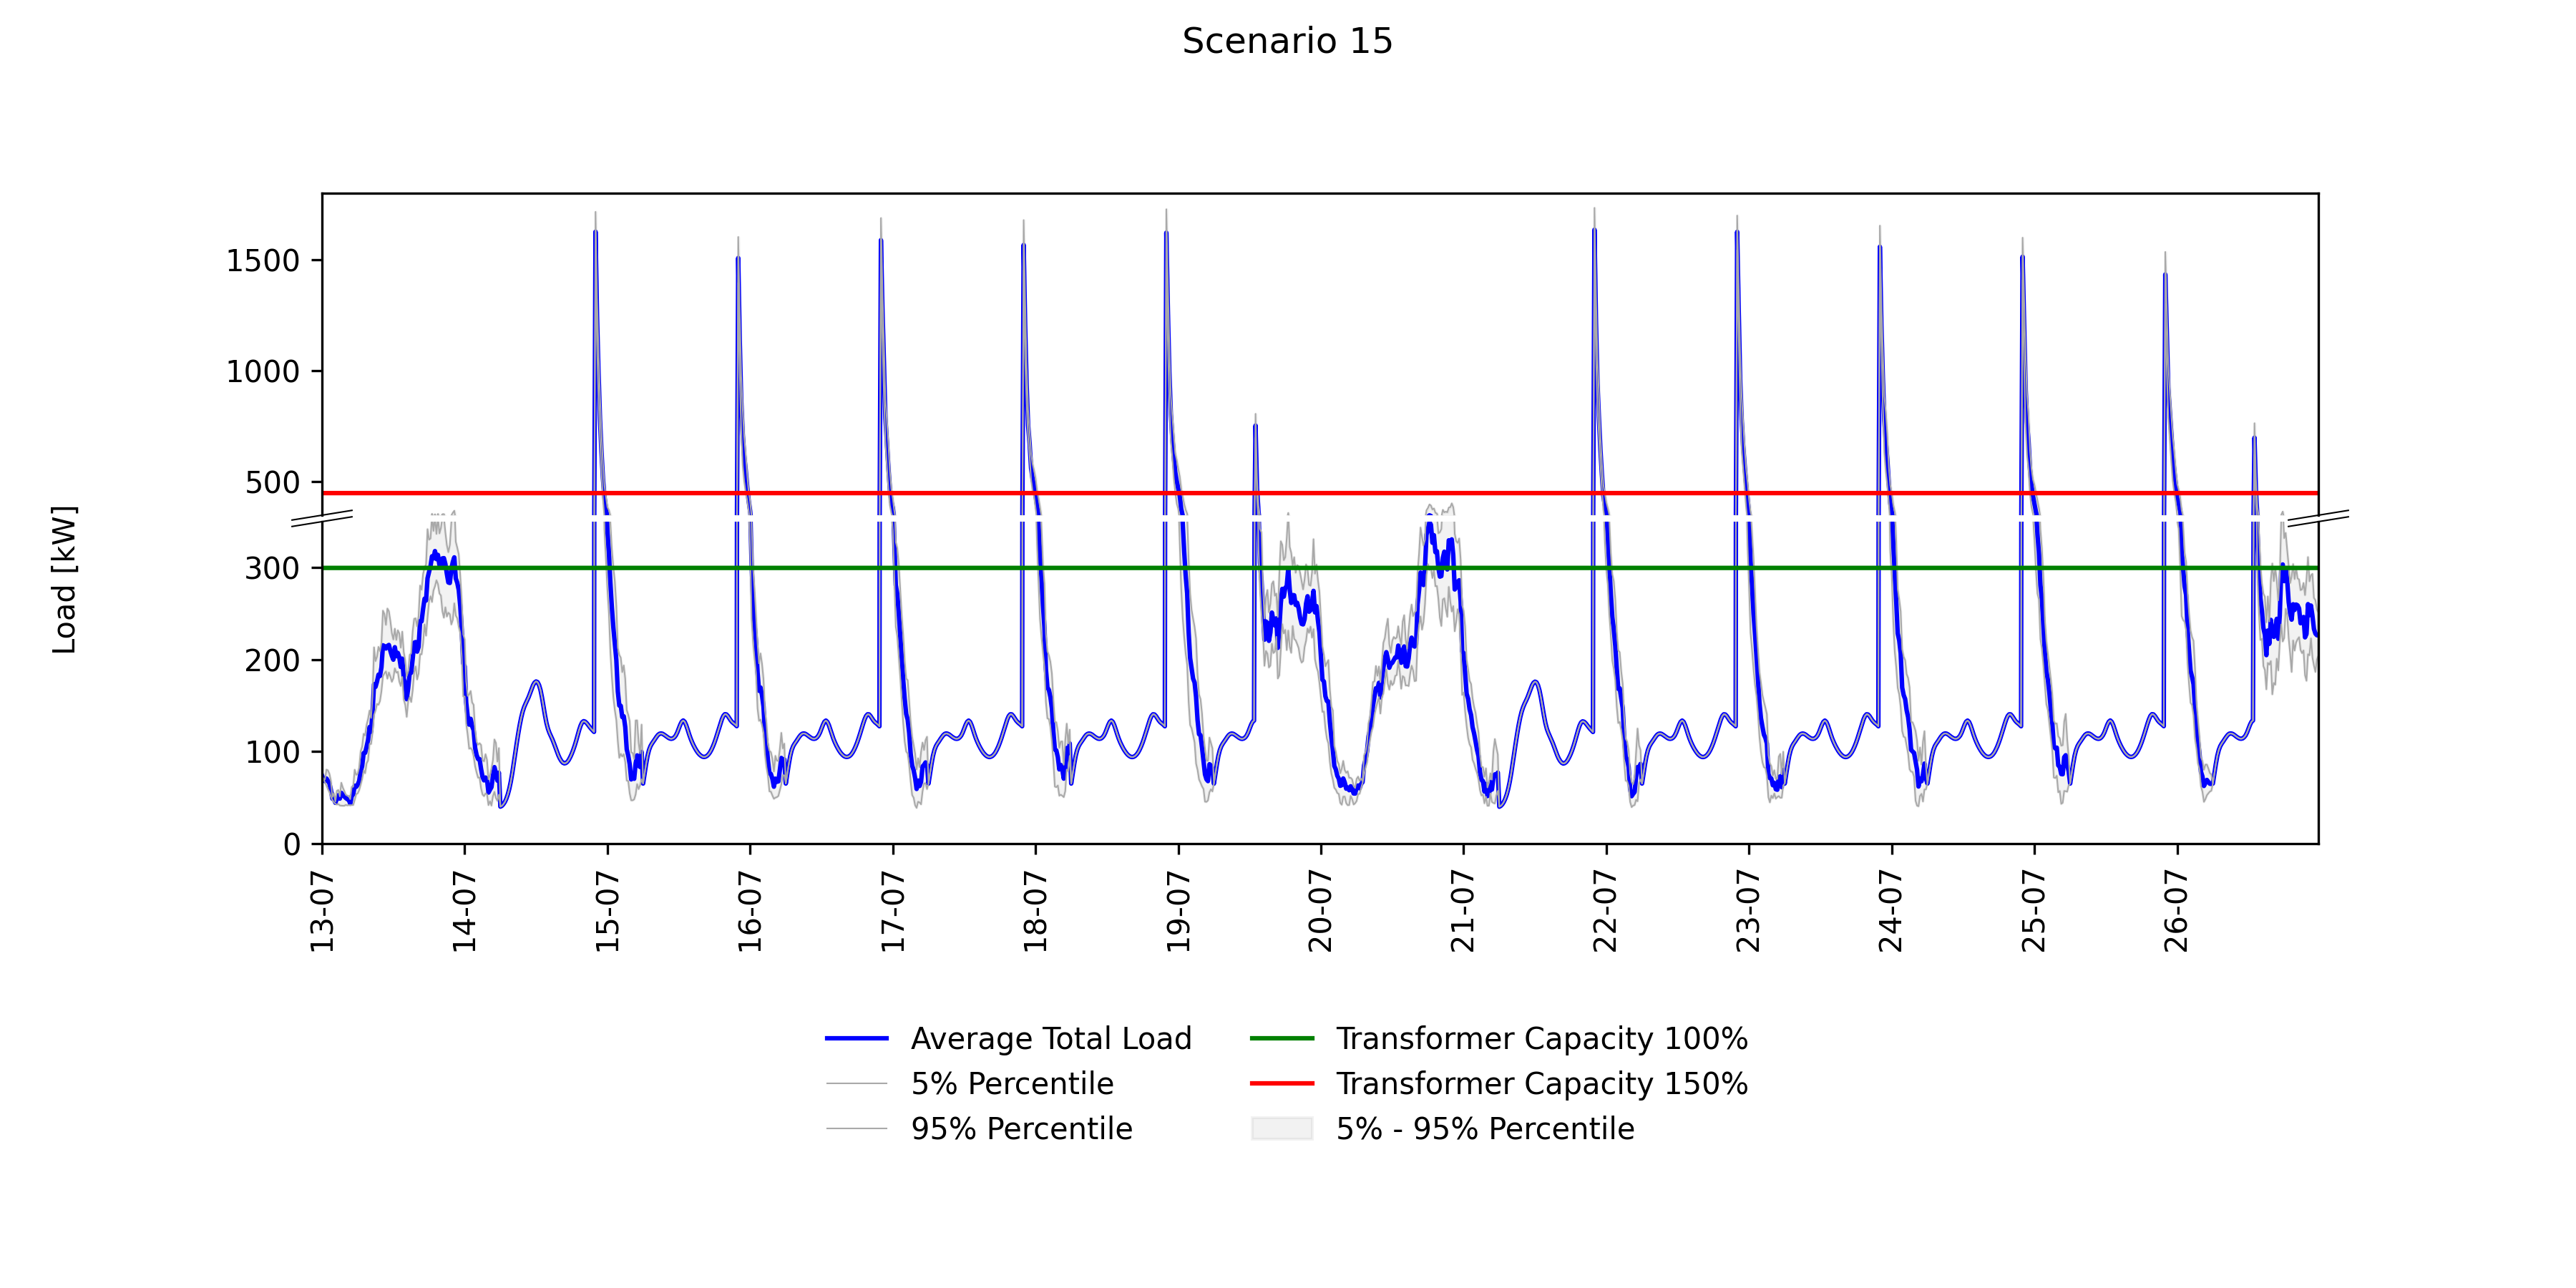 Scenario 15
Load [kW]
1500
1000
500
300
200
100
0
13-07
14-07
15-07
16-07
17-07
18-07
19-07
20-07
21-07
22-07
23-07
24-07
25-07
26-07
Average Total Load
5% Percentile
95% Percentile
Transformer Capacity 100%
Transformer Capacity 150%
5% - 95% Percentile